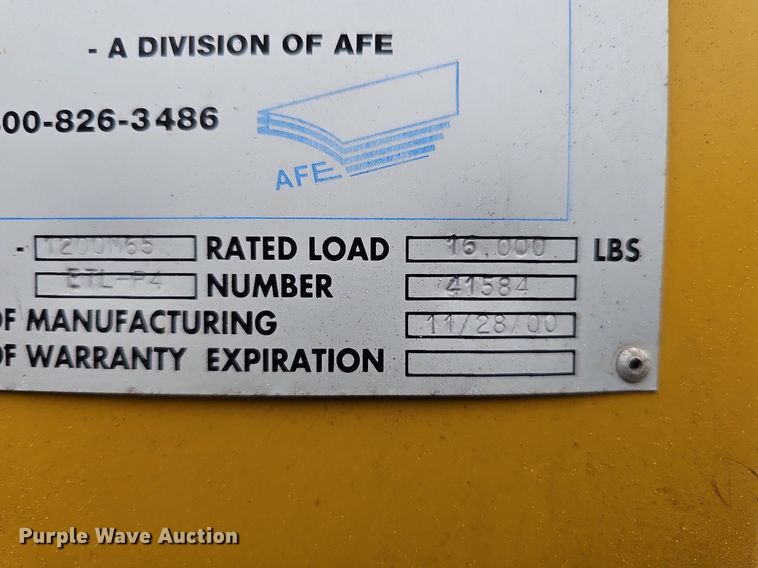 - A DIVISION OF AFE
00-826-3486
AFE
- 1200M65 RATED LOAD 16.000 LBS
ETL-P4 NUMBER 41584
OF MANUFACTURING 11/28/00
OF WARRANTY EXPIRATION
Purple Wave Auction